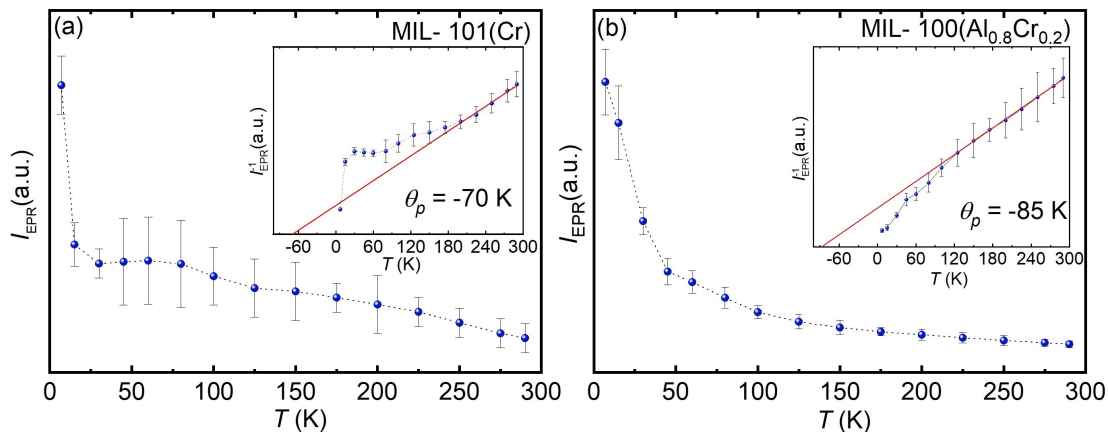 (a)
MIL- 101(Cr)
I_EPR(a.u.)
0 50 100 150 200 250 300
T (K)
I⁻¹_EPR(a.u.)
θ_p = -70 K
-60 0 60 120 180 240 300
T (K)
(b)
MIL- 100(Al₀.₈Cr₀.₂)
I_EPR(a.u.)
0 50 100 150 200 250 300
T (K)
I⁻¹_EPR(a.u.)
θ_p = -85 K
-60 0 60 120 180 240 300
T (K)